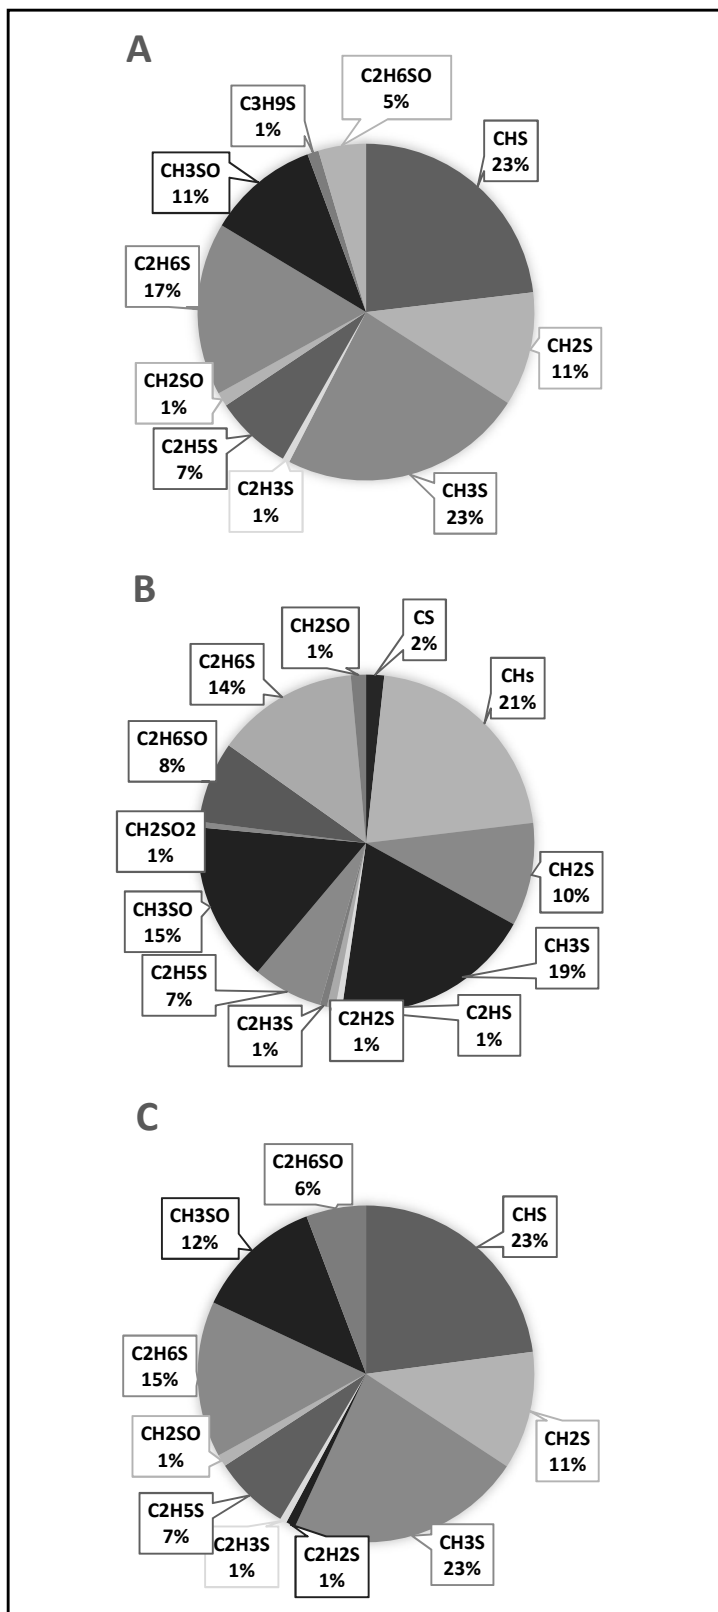 A
C2H6SO
5%
C3H9S
1%
CHS
23%
CH3SO
11%
C2H6S
17%
CH2S
11%
CH2SO
1%
C2H5S
7%
C2H3S
1%
CH3S
23%
B
CH2SO
1%
CS
2%
C2H6S
14%
CHs
21%
C2H6SO
8%
CH2SO2
1%
CH2S
10%
CH3SO
15%
CH3S
19%
C2H5S
7%
C2H3S
1%
C2H2S
1%
C2HS
1%
C
C2H6SO
6%
CH3SO
12%
CHS
23%
C2H6S
15%
CH2SO
1%
CH2S
11%
C2H5S
7%
C2H3S
1%
C2H2S
1%
CH3S
23%